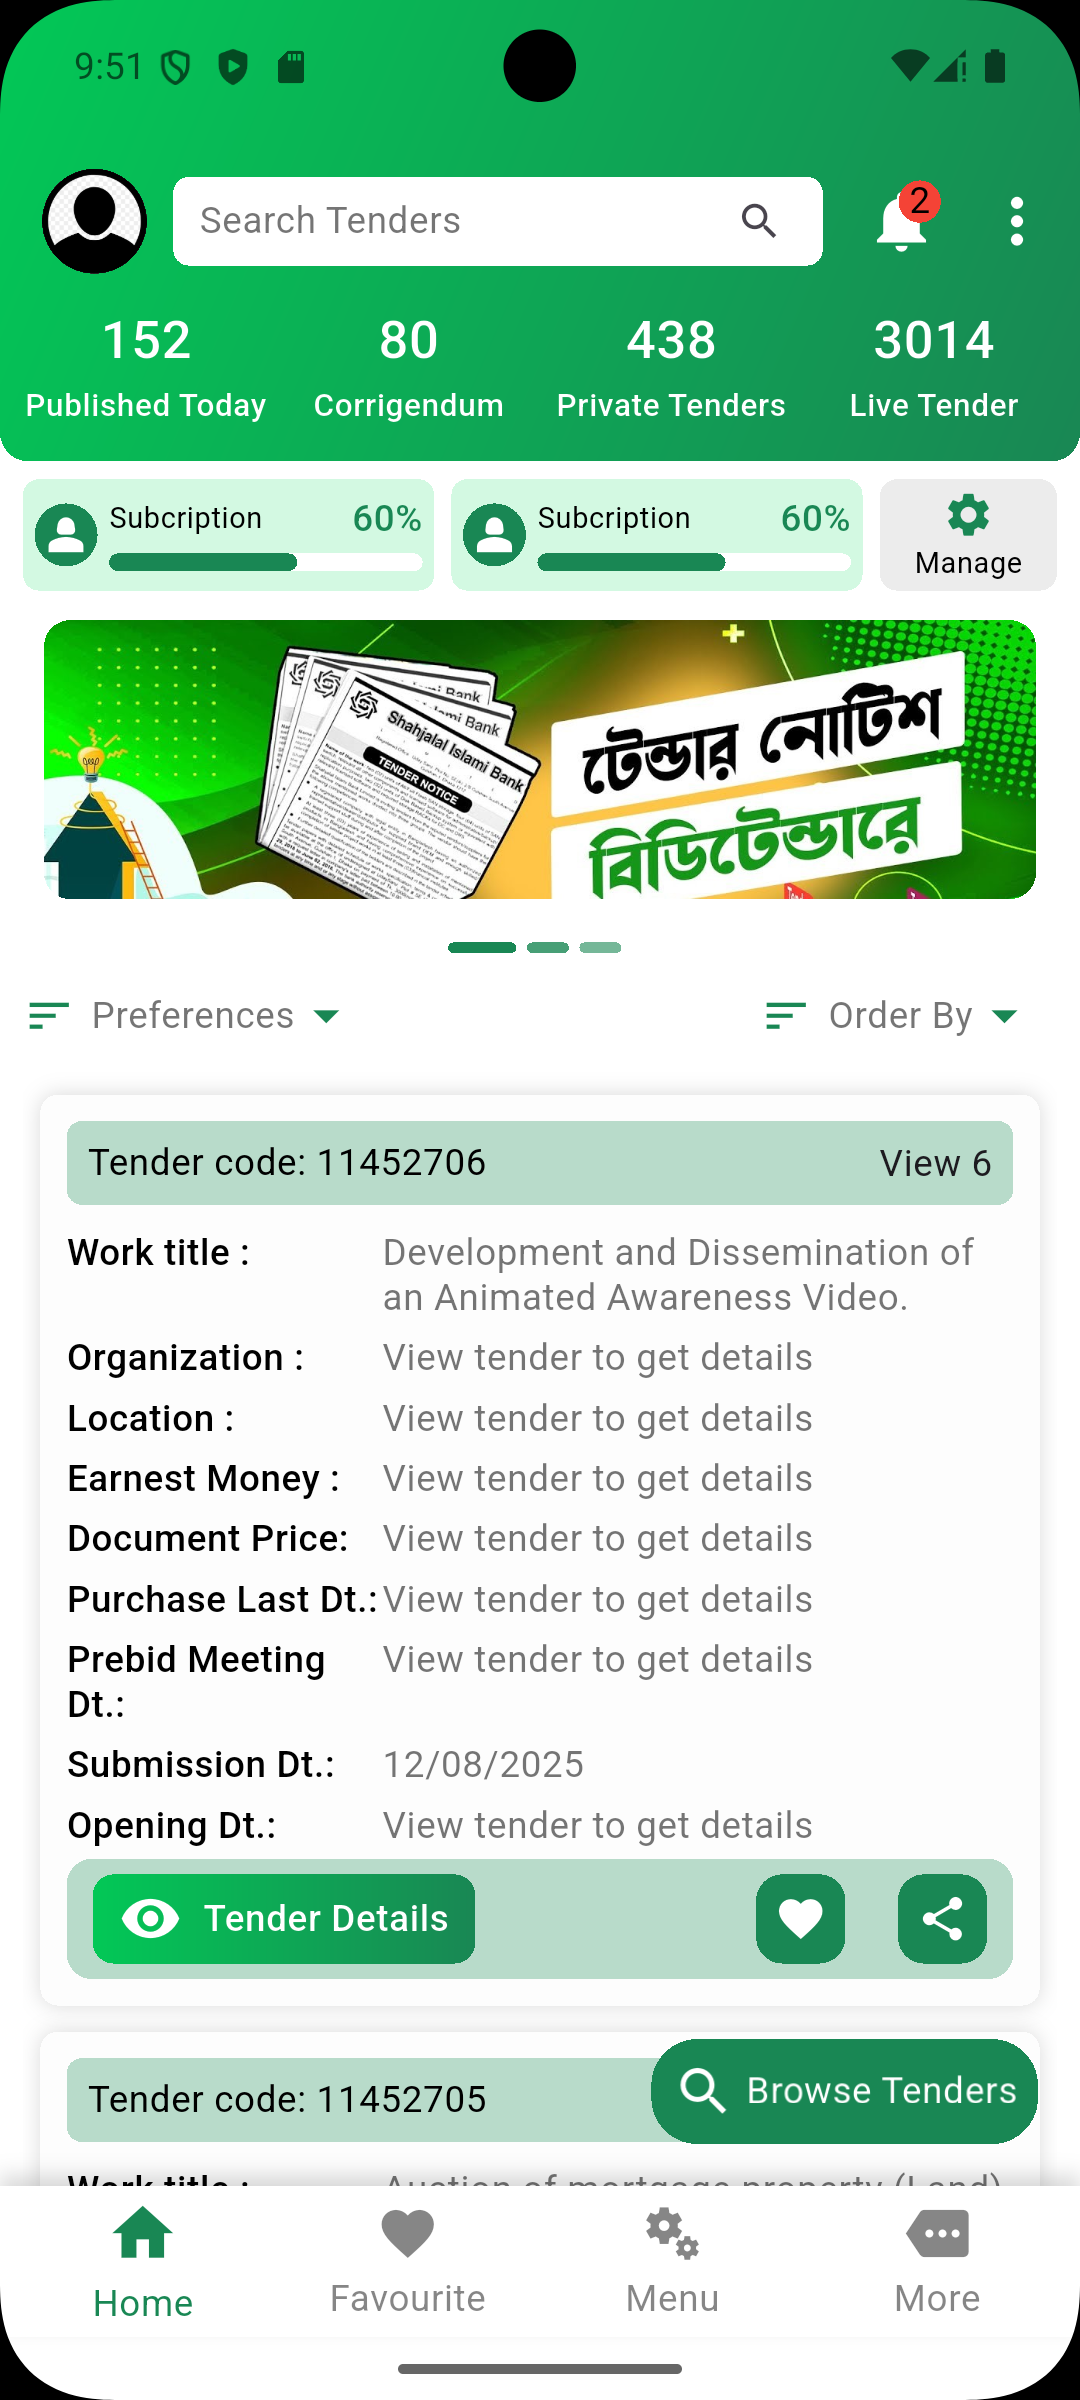 9:51
Search Tenders
2
152
80
438
3014
Published Today
Corrigendum
Private Tenders
Live Tender
Subcription
60%
Subcription
60%
Manage
Shahjalal Islami Bank
TENDER NOTICE
টেন্ডার নোটিশ
বিডিটেন্ডারে
Preferences
Order By
Tender code: 11452706
View 6
Work title :
Development and Dissemination of
an Animated Awareness Video.
Organization :
View tender to get details
Location :
View tender to get details
Earnest Money :
View tender to get details
Document Price:
View tender to get details
Purchase Last Dt.:
View tender to get details
Prebid Meeting
Dt.:
View tender to get details
Submission Dt.:
12/08/2025
Opening Dt.:
View tender to get details
Tender Details
Tender code: 11452705
Browse Tenders
Work title :
Auction of mortgage property (Land)
Home
Favourite
Menu
More